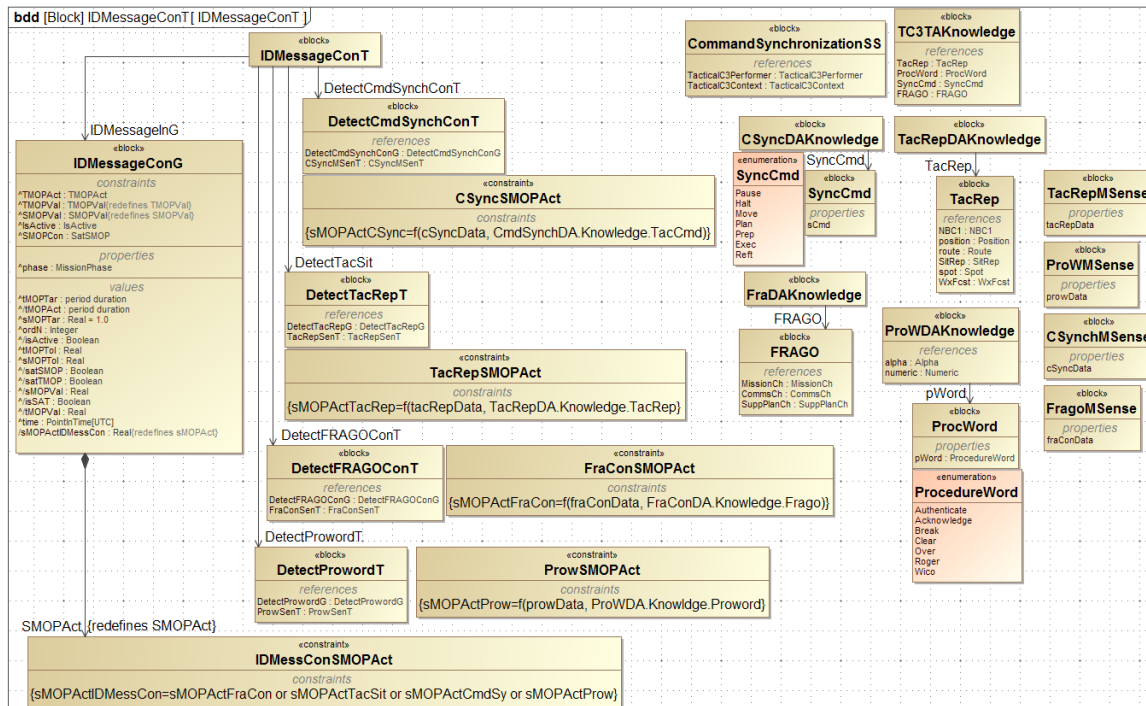 bdd [Block] IDMessageConT[ IDMessageConT ]
«block»
IDMessageConT
IDMessageInG
«block»
IDMessageConG
constraints
^TMOPAct : TMOPAct
^TMOPVal : TMOPVal{redefines TMOPVal}
^SMOPVal : SMOPVal{redefines SMOPVal}
^IsActive : IsActive
^SMOPCon : SatSMOP
properties
^phase : MissionPhase
values
^tMOPTar : period duration
^/tMOPAct : period duration
^sMOPTar : Real = 1.0
^ordN : Integer
^/isActive : Boolean
^tMOPTol : Real
^sMOPTol : Real
^/satSMOP : Boolean
^/satTMOP : Boolean
^/sMOPVal : Real
^/isSAT : Boolean
^/tMOPVal : Real
^time : PointInTime[UTC]
/sMOPActIDMessCon : Real{redefines sMOPAct}
SMOPAct {redefines SMOPAct}
«constraint»
IDMessConSMOPAct
constraints
{sMOPActIDMessCon=sMOPActFraCon or sMOPActTacSit or sMOPActCmdSy or sMOPActProw}
DetectCmdSynchConT
«block»
DetectCmdSynchConT
references
DetectCmdSynchConG : DetectCmdSynchConG
CSyncMSenT : CSyncMSenT
«constraint»
CSyncSMOPAct
constraints
{sMOPActCSync=f(cSyncData, CmdSynchDA.Knowledge.TacCmd)}
DetectTacSit
«block»
DetectTacRepT
references
DetectTacRepG : DetectTacRepG
TacRepSenT : TacRepSenT
«constraint»
TacRepSMOPAct
constraints
{sMOPActTacRep=f(tacRepData, TacRepDA.Knowledge.TacRep}
DetectFRAGOConT
«block»
DetectFRAGOConT
references
DetectFRAGOConG : DetectFRAGOConG
FraConSenT : FraConSenT
«constraint»
FraConSMOPAct
constraints
{sMOPActFraCon=f(fraConData, FraConDA.Knowledge.Frago)}
DetectProwordT.
«block»
DetectProwordT
references
DetectProwordG : DetectProwordG
ProwSenT : ProwSenT
«constraint»
ProwSMOPAct
constraints
{sMOPActProw=f(prowData, ProWDA.Knowldge.Proword}
«block»
CommandSynchronizationSS
references
TacticalC3Performer : TacticalC3Performer
TacticalC3Context : TacticalC3Context
«block»
TC3TAKnowledge
references
TacRep : TacRep
ProcWord : ProcWord
SyncCmd : SyncCmd
FRAGO : FRAGO
«block»
CSyncDAKnowledge
SyncCmd
«enumeration»
SyncCmd
Pause
Halt
Move
Plan
Prep
Exec
Reft
«block»
SyncCmd
properties
sCmd
«block»
TacRepDAKnowledge
TacRep
«block»
TacRep
references
NBC1 : NBC1
position : Position
route : Route
SitRep : SitRep
spot : Spot
WxFcst : WxFcst
«block»
FraDAKnowledge
FRAGO
«block»
FRAGO
references
MissionCh : MissionCh
CommsCh : CommsCh
SuppPlanCh : SuppPlanCh
«block»
ProWDAKnowledge
references
alpha : Alpha
numeric : Numeric
pWord
«block»
ProcWord
properties
pWord : ProcedureWord
«enumeration»
ProcedureWord
Authenticate
Acknowledge
Break
Clear
Over
Roger
Wico
«block»
TacRepMSense
properties
tacRepData
«block»
ProWMSense
properties
prowData
«block»
CSynchMSense
properties
cSyncData
«block»
FragoMSense
properties
fraConData